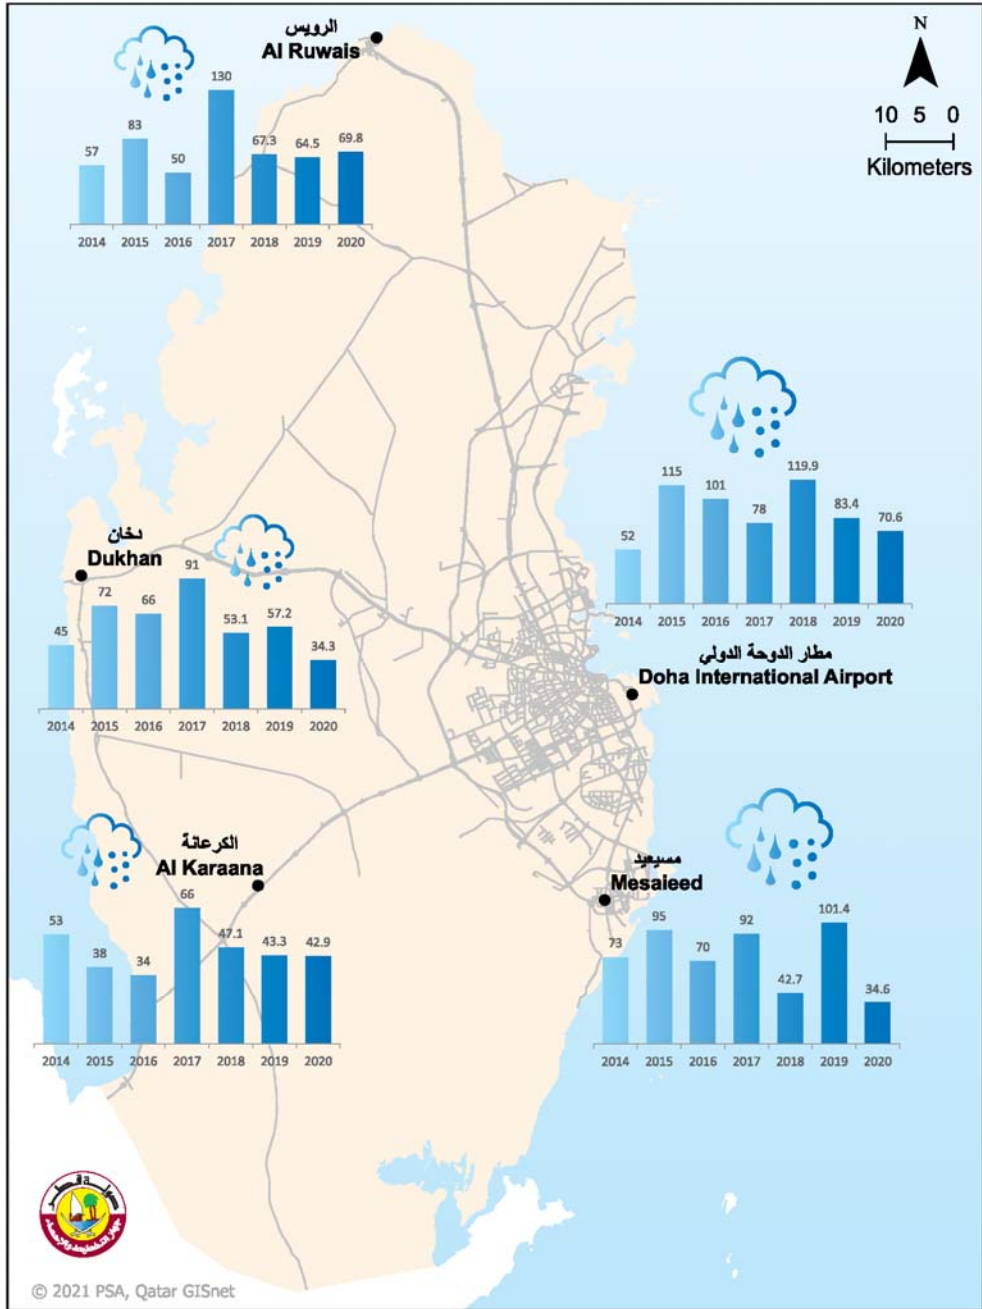 الرويس
Al Ruwais
N
10 5 0
Kilometers
57 83 50 130 67.3 64.5 69.8
2014 2015 2016 2017 2018 2019 2020
52 115 101 78 119.9 83.4 70.6
2014 2015 2016 2017 2018 2019 2020
دخان
Dukhan
45 72 66 91 53.1 57.2 34.3
2014 2015 2016 2017 2018 2019 2020
مطار الدوحة الدولي
Doha International Airport
الكرعانة
Al Karaana
53 38 34 66 47.1 43.3 42.9
2014 2015 2016 2017 2018 2019 2020
مسيعيد
Mesaieed
73 95 70 92 42.7 101.4 34.6
2014 2015 2016 2017 2018 2019 2020
دولة قطر
جهاز التخطيط والإحصاء
© 2021 PSA, Qatar GISnet